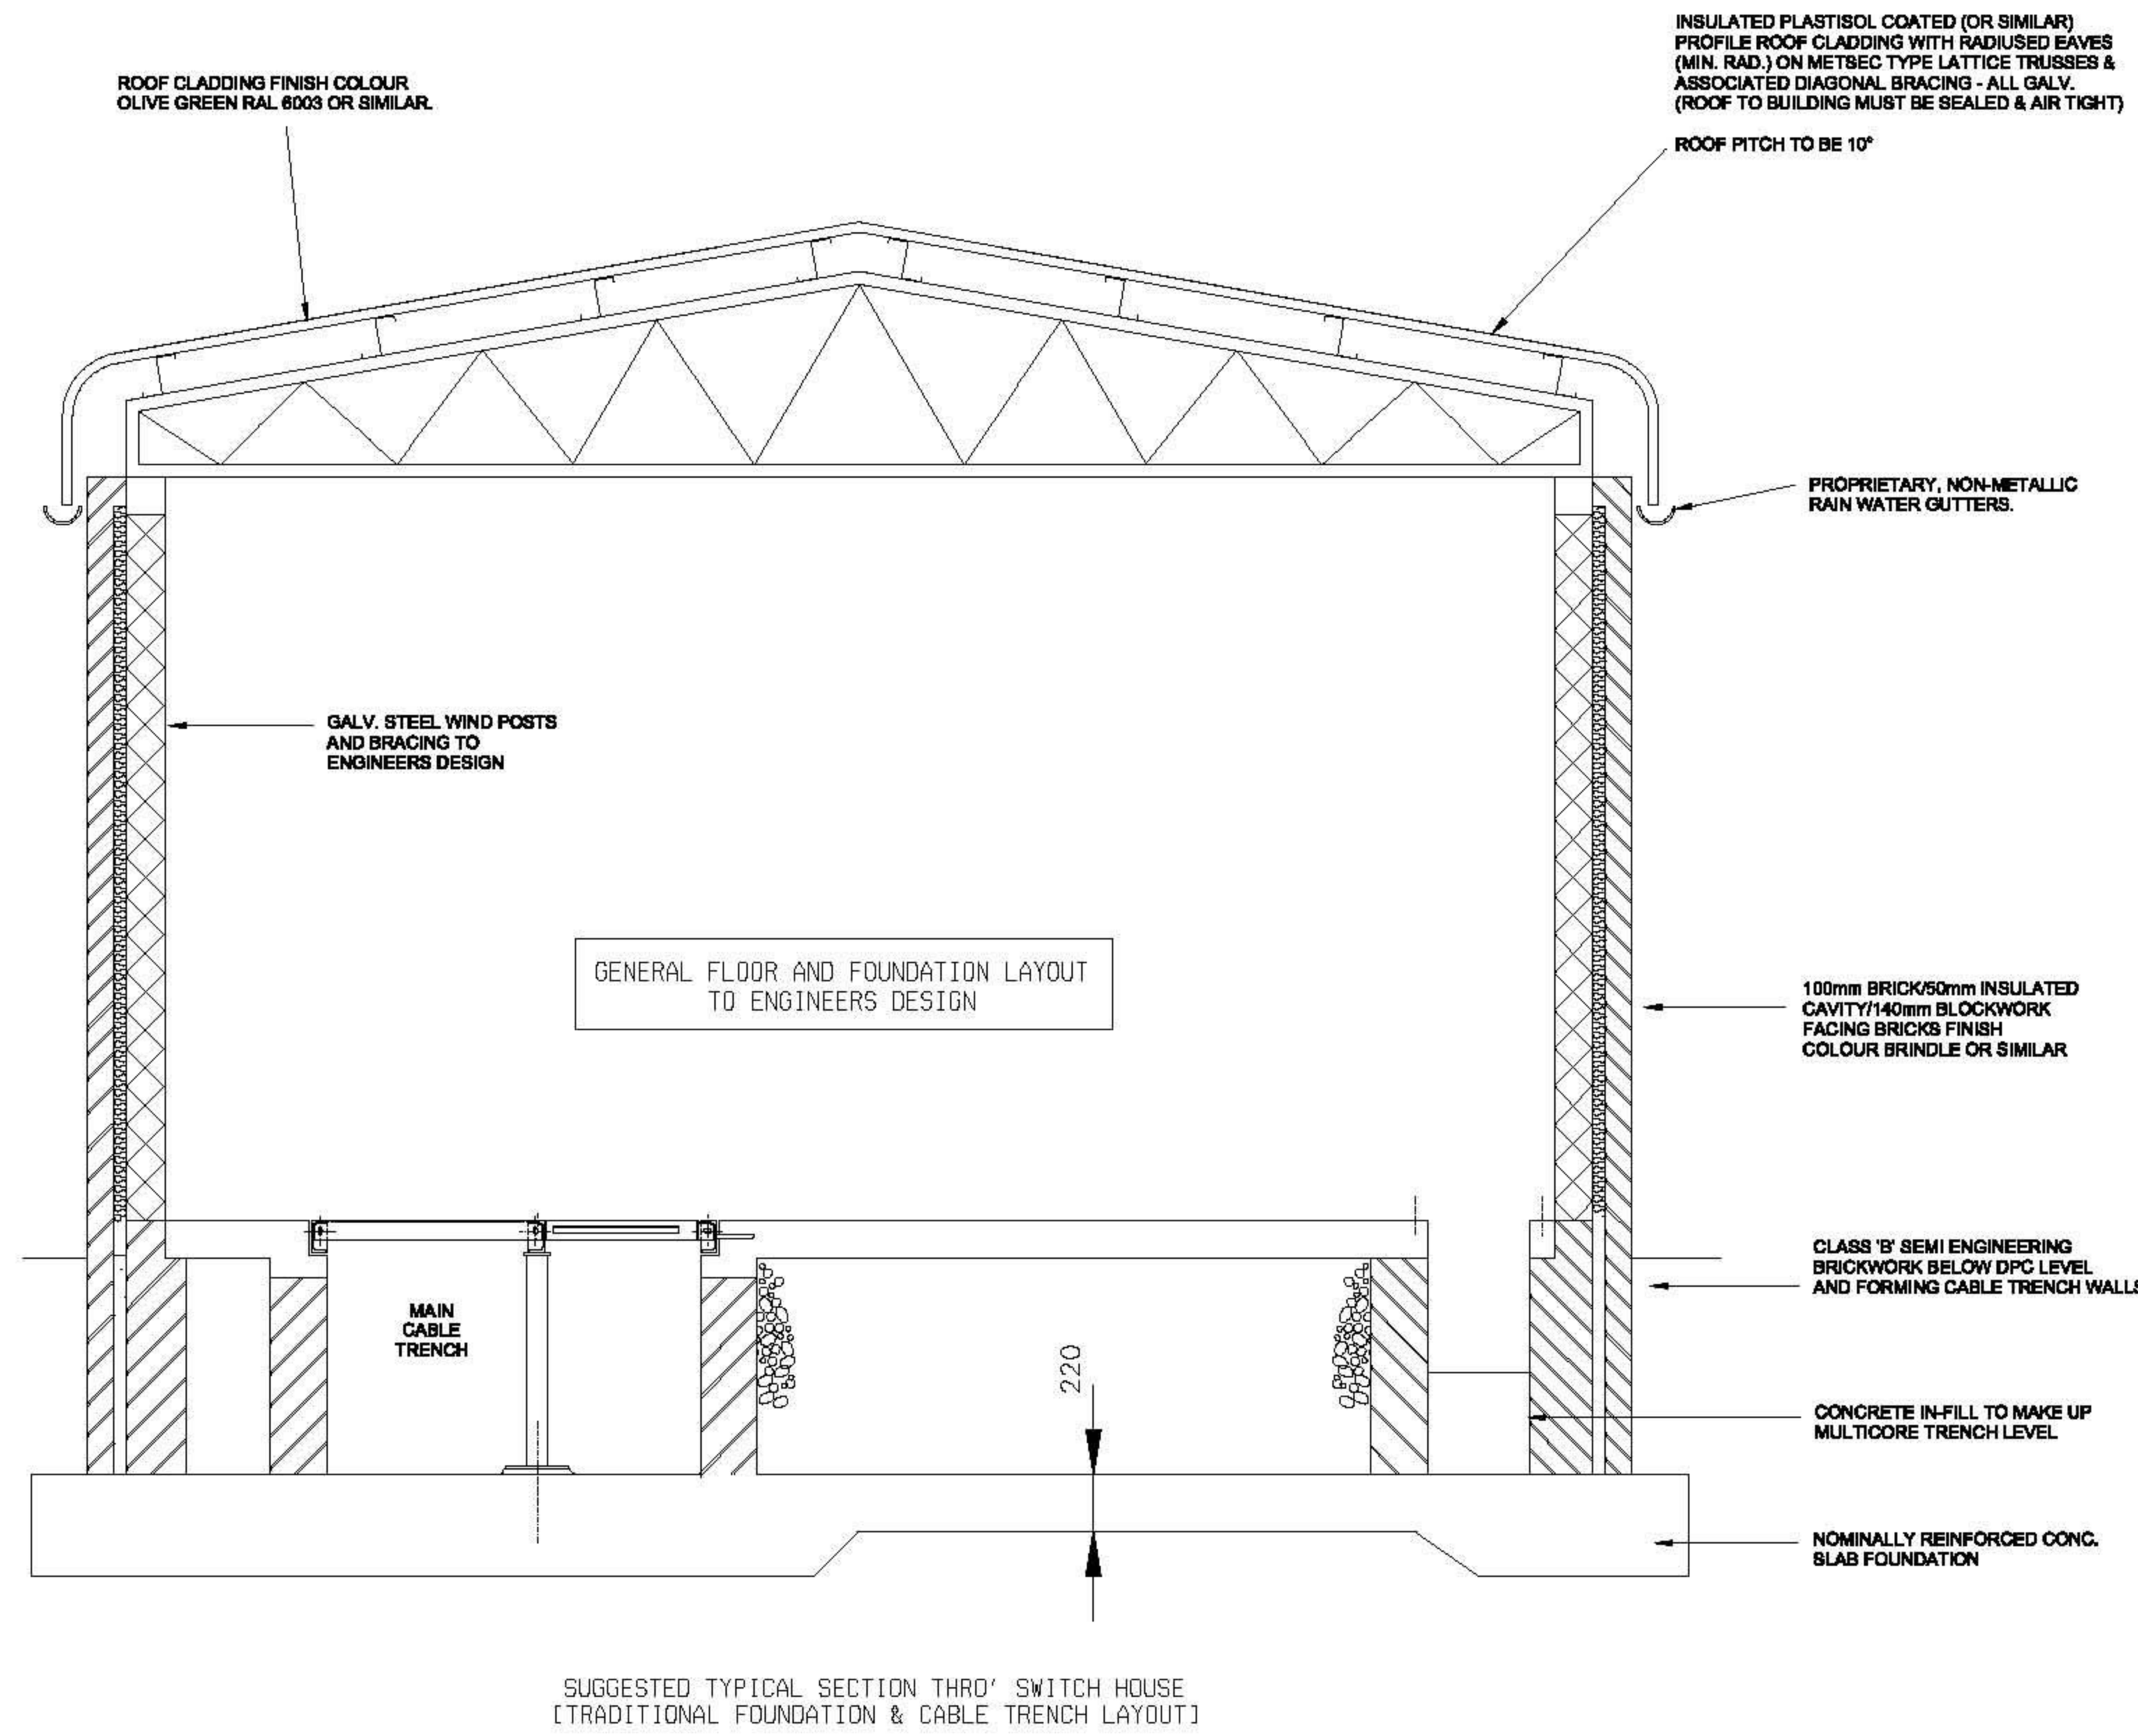 INSULATED PLASTISOL COATED (OR SIMILAR)
PROFILE ROOF CLADDING WITH RADIUSED EAVES
(MIN. RAD.) ON METSEC TYPE LATTICE TRUSSES &
ASSOCIATED DIAGONAL BRACING - ALL GALV.
(ROOF TO BUILDING MUST BE SEALED & AIR TIGHT)
ROOF PITCH TO BE 10°
ROOF CLADDING FINISH COLOUR
OLIVE GREEN RAL 6003 OR SIMILAR.
PROPRIETARY, NON-METALLIC
RAIN WATER GUTTERS.
GALV. STEEL WIND POSTS
AND BRACING TO
ENGINEERS DESIGN
GENERAL FLOOR AND FOUNDATION LAYOUT
TO ENGINEERS DESIGN
100mm BRICK/50mm INSULATED
CAVITY/140mm BLOCKWORK
FACING BRICKS FINISH
COLOUR BRINDLE OR SIMILAR
CLASS 'B' SEMI ENGINEERING
BRICKWORK BELOW DPC LEVEL
AND FORMING CABLE TRENCH WALLS
MAIN
CABLE
TRENCH
220
CONCRETE IN-FILL TO MAKE UP
MULTICORE TRENCH LEVEL
NOMINALLY REINFORCED CONC.
SLAB FOUNDATION
SUGGESTED TYPICAL SECTION THRO' SWITCH HOUSE
[TRADITIONAL FOUNDATION & CABLE TRENCH LAYOUT]